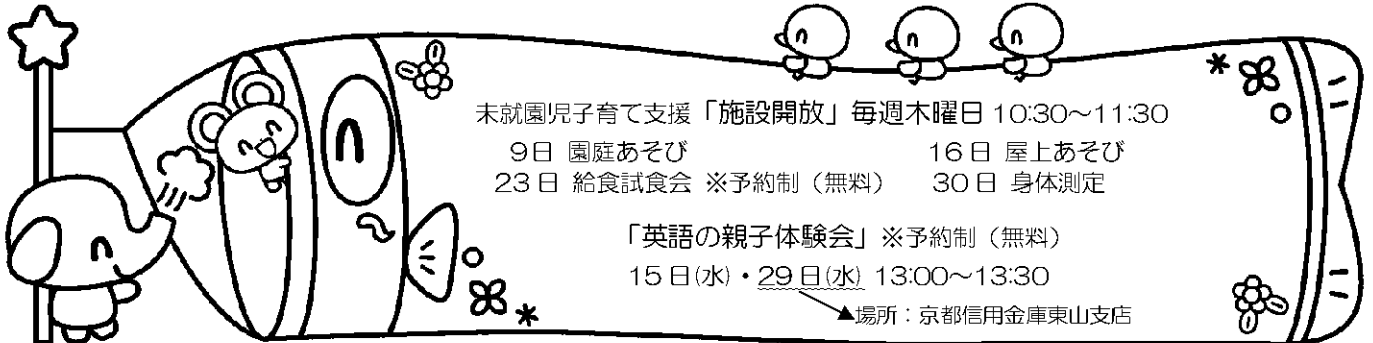 未就園児子育て支援「施設開放」毎週木曜日 10:30～11:30
9日 園庭あそび 16日 屋上あそび
23日 給食試食会 ※予約制（無料） 30日 身体測定
「英語の親子体験会」※予約制（無料）
15日(水)・29日(水) 13:00～13:30
場所：京都信用金庫東山支店